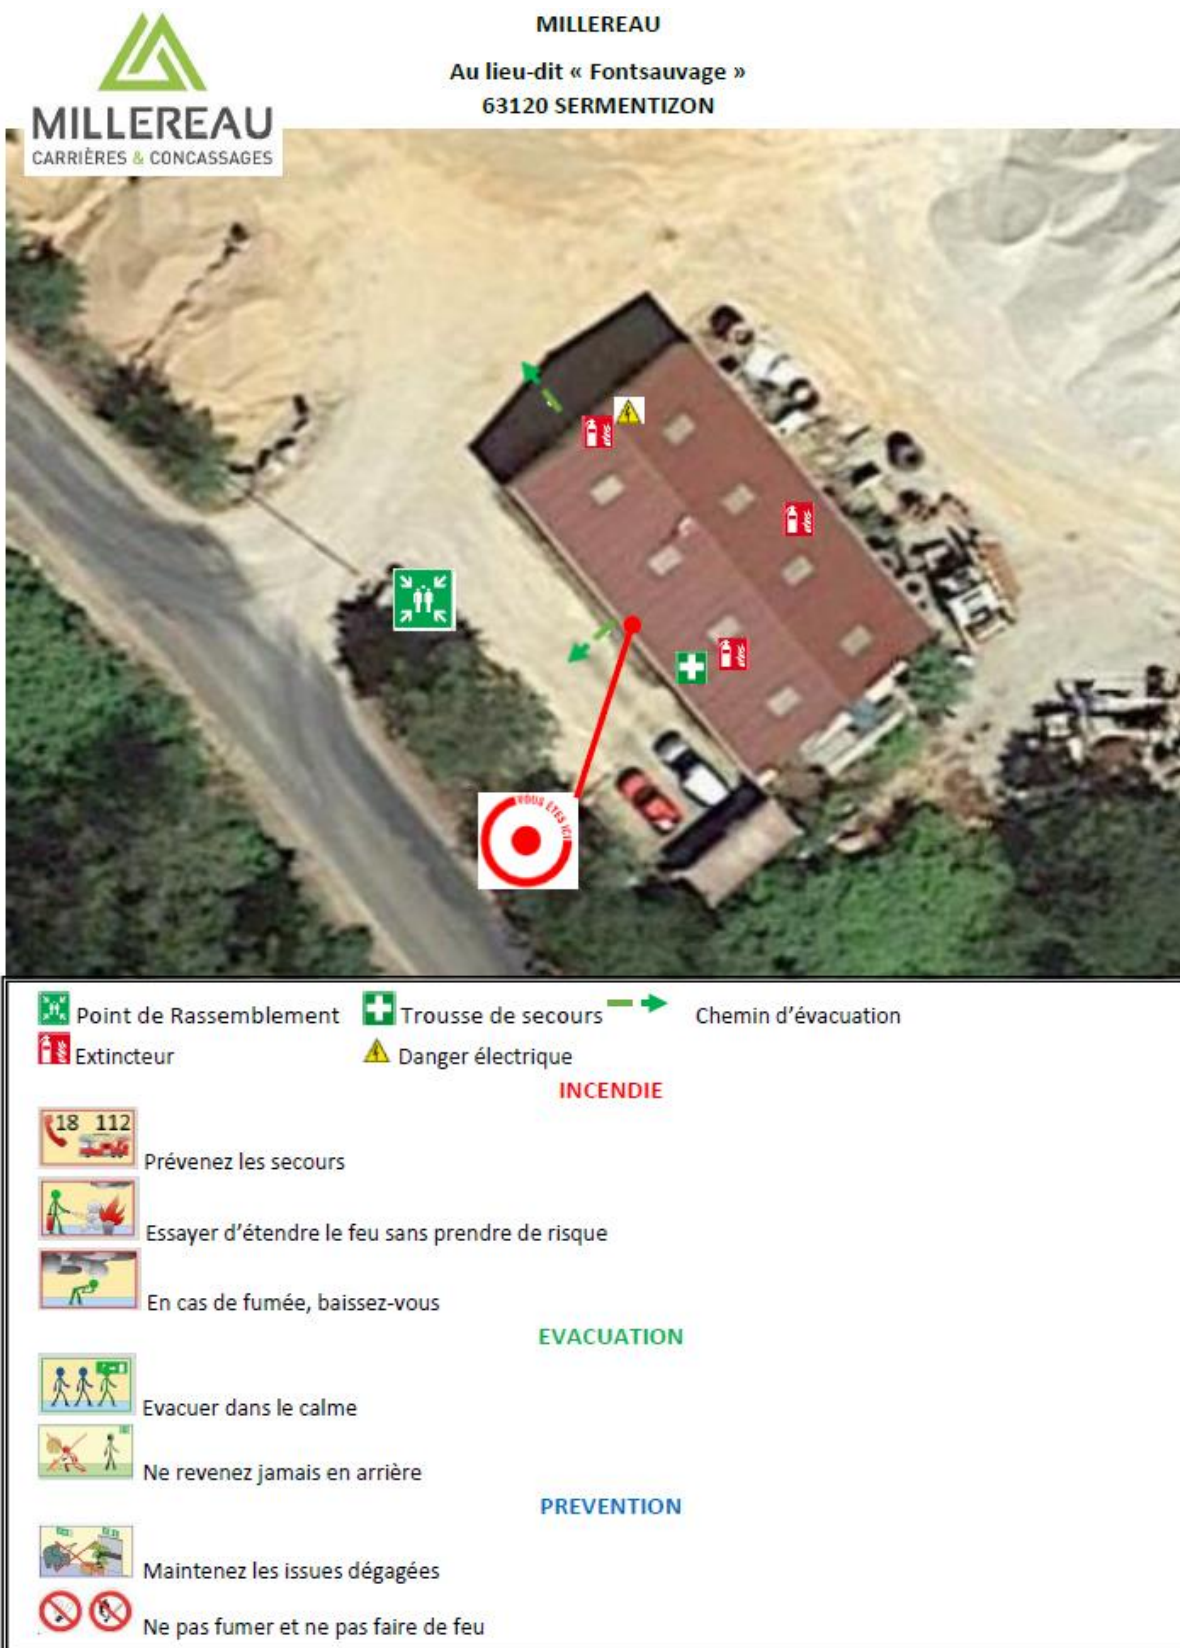 MILLEREAU
Au lieu-dit « Fontsauvage »
63120 SERMENTIZON
MILLEREAU
CARRIÈRES & CONCASSAGES
VOUS ÊTES ICI
Point de Rassemblement
Trousse de secours
Chemin d'évacuation
Extincteur
Danger électrique
INCENDIE
18 112
Prévenez les secours
Essayer d'étendre le feu sans prendre de risque
En cas de fumée, baissez-vous
EVACUATION
Evacuer dans le calme
Ne revenez jamais en arrière
PREVENTION
Maintenez les issues dégagées
Ne pas fumer et ne pas faire de feu